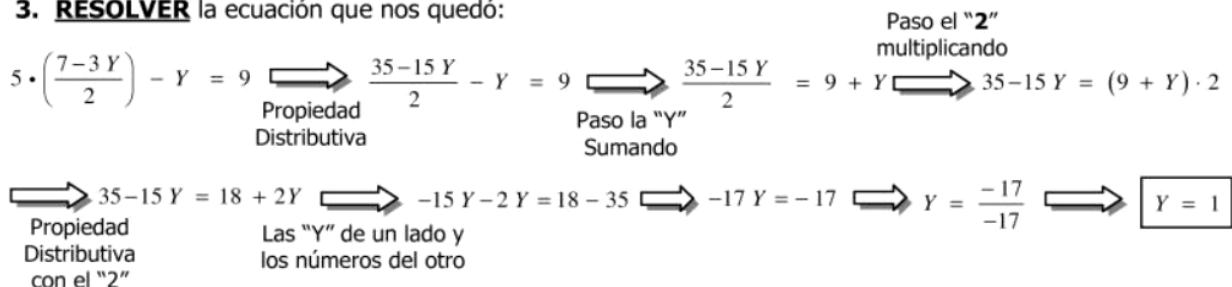 3. RESOLVER la ecuación que nos quedó:
Paso el "2"
multiplicando
5 · ((7 − 3 Y)/2) − Y = 9 ⇒ (35 − 15 Y)/2 − Y = 9 ⇒ (35 − 15 Y)/2 = 9 + Y ⇒ 35 − 15 Y = (9 + Y) · 2
Propiedad
Distributiva
Paso la "Y"
Sumando
⇒ 35 − 15 Y = 18 + 2Y ⇒ −15 Y − 2 Y = 18 − 35 ⇒ −17 Y = − 17 ⇒ Y = − 17/−17 ⇒ Y = 1
Propiedad
Distributiva
con el "2"
Las "Y" de un lado y
los números del otro